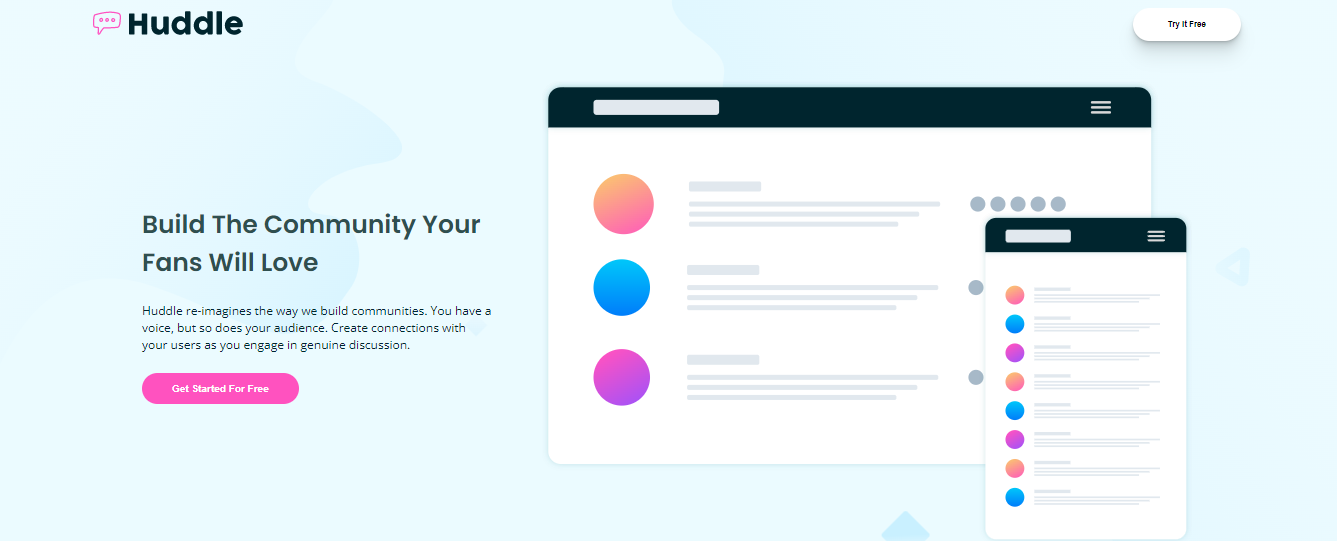 Huddle
Try It Free
Build The Community Your
Fans Will Love
Huddle re-imagines the way we build communities. You have a
voice, but so does your audience. Create connections with
your users as you engage in genuine discussion.
Get Started For Free